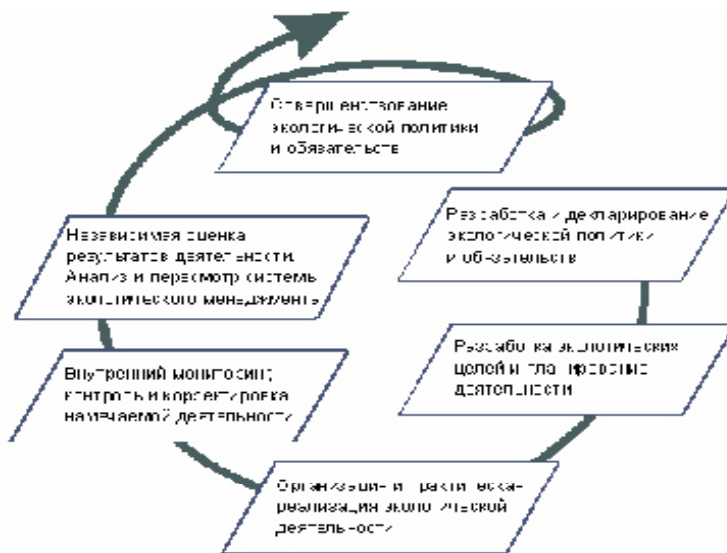 Совершенствование
экологической политики
и обязательств
Разработка и декларирование
экологической политики
и обязательств
Независимая оценка
результатов деятельности.
Анализ и пересмотр системы
экологического менеджмента
Разработка экологических
целей и планирование
деятельности
Внутренний мониторинг,
контроль и корректировка
намечаемой деятельности
Организация и практическая
реализация экологической
деятельности